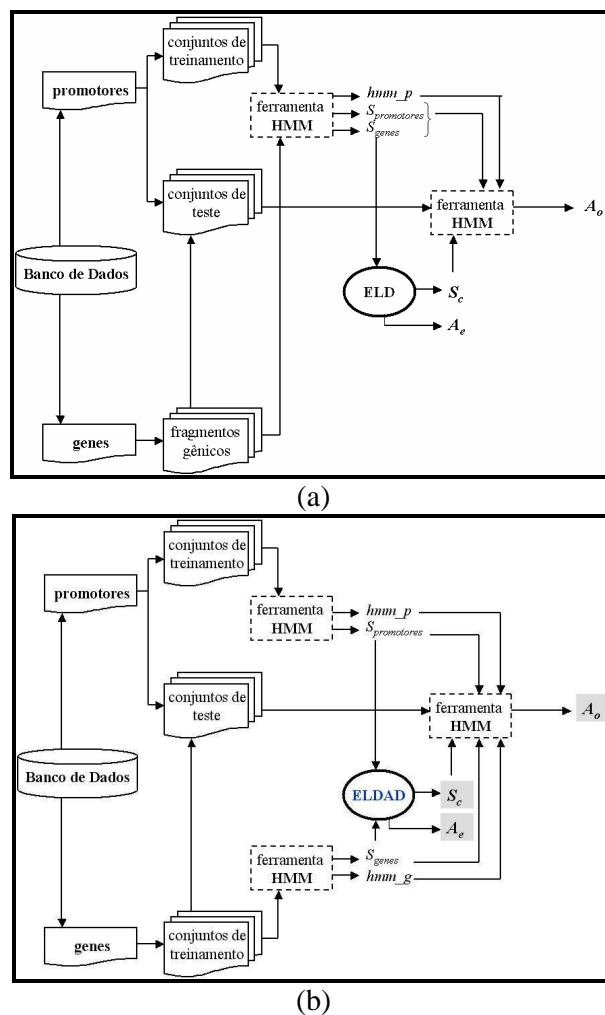 conjuntos de
treinamento
promotores
ferramenta
HMM
hmm_p
S_promotores
S_genes
conjuntos de
teste
ferramenta
HMM
A_o
Banco de Dados
ELD
S_c
A_e
genes
fragmentos
gênicos
(a)
conjuntos de
treinamento
promotores
ferramenta
HMM
hmm_p
S_promotores
conjuntos de
teste
ferramenta
HMM
A_o
Banco de Dados
ELDAD
S_c
A_e
ferramenta
HMM
S_genes
hmm_g
genes
conjuntos de
treinamento
(b)